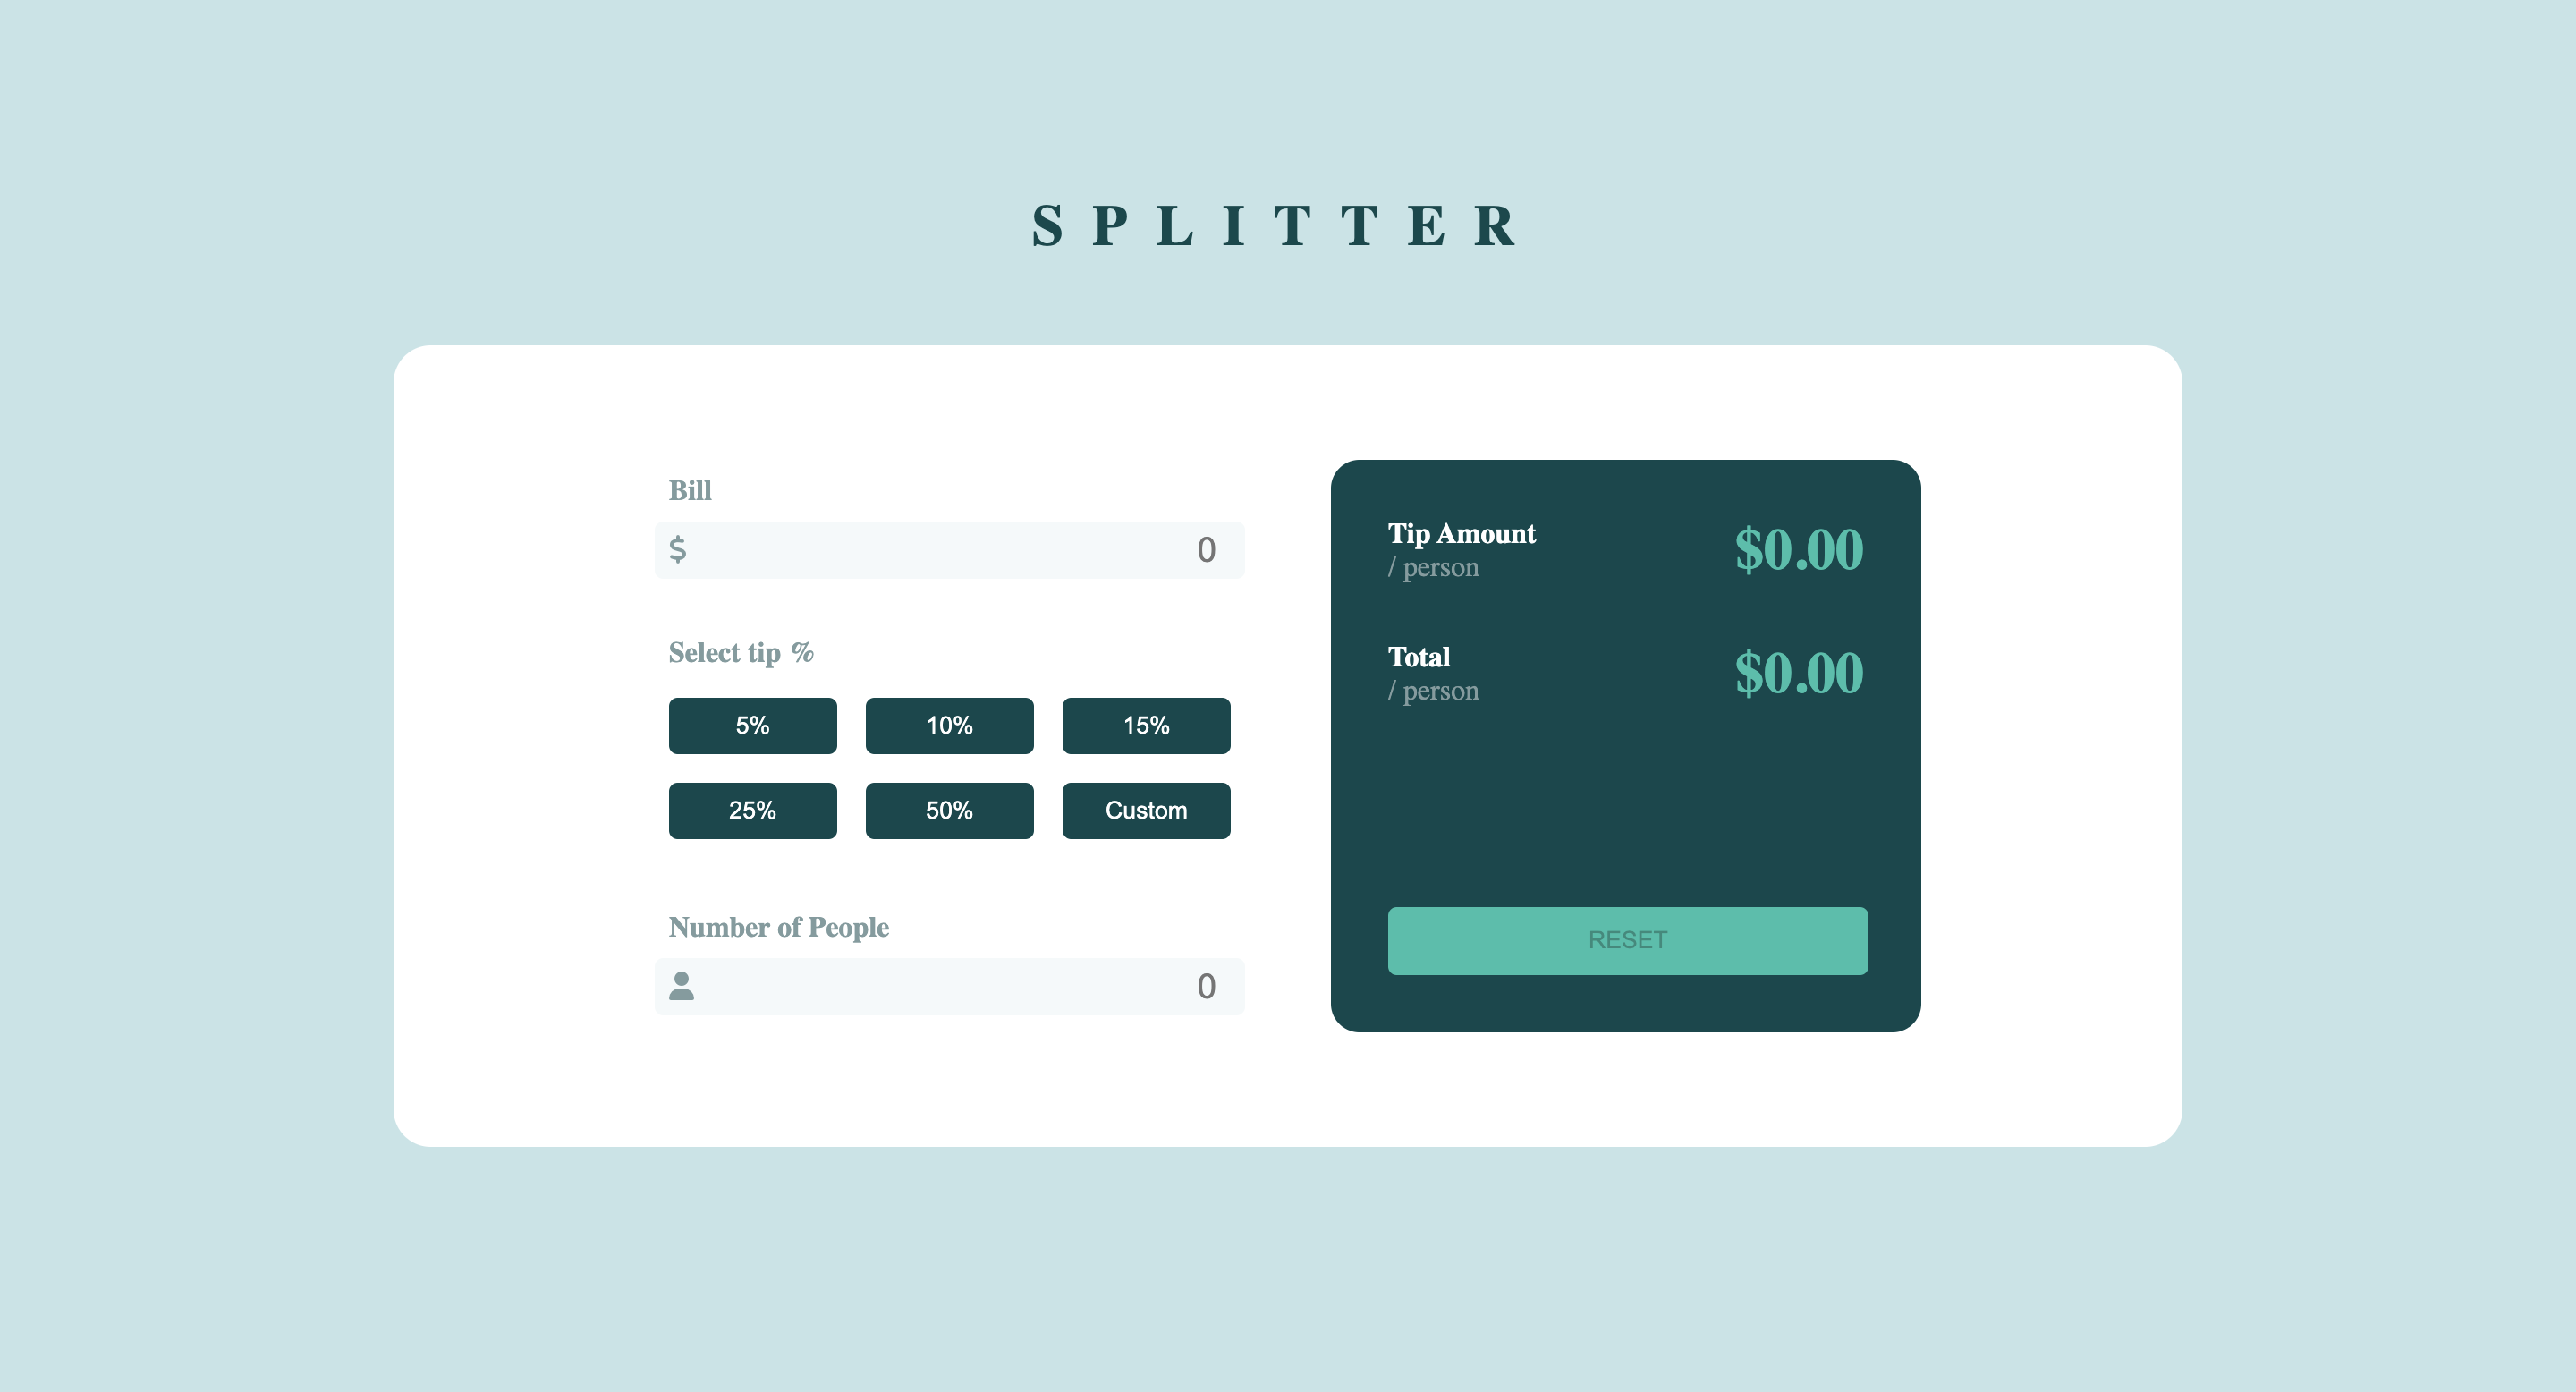 SPLITTER
Bill
$ 0
Select tip %
5% 10% 15%
25% 50% Custom
Number of People
0
Tip Amount
/ person
$0.00
Total
/ person
$0.00
RESET